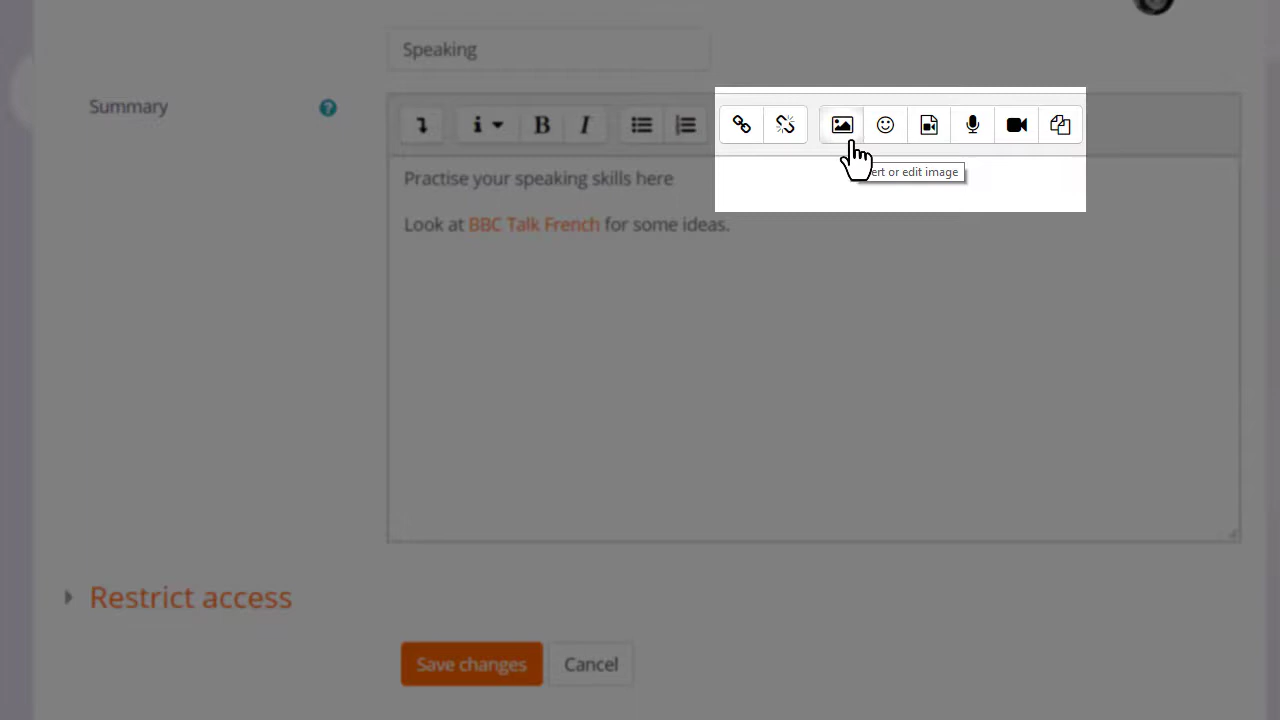 Speaking
Summary
Practise your speaking skills here
Look at BBC Talk French for some ideas.
ert or edit image
Restrict access
Save changes
Cancel